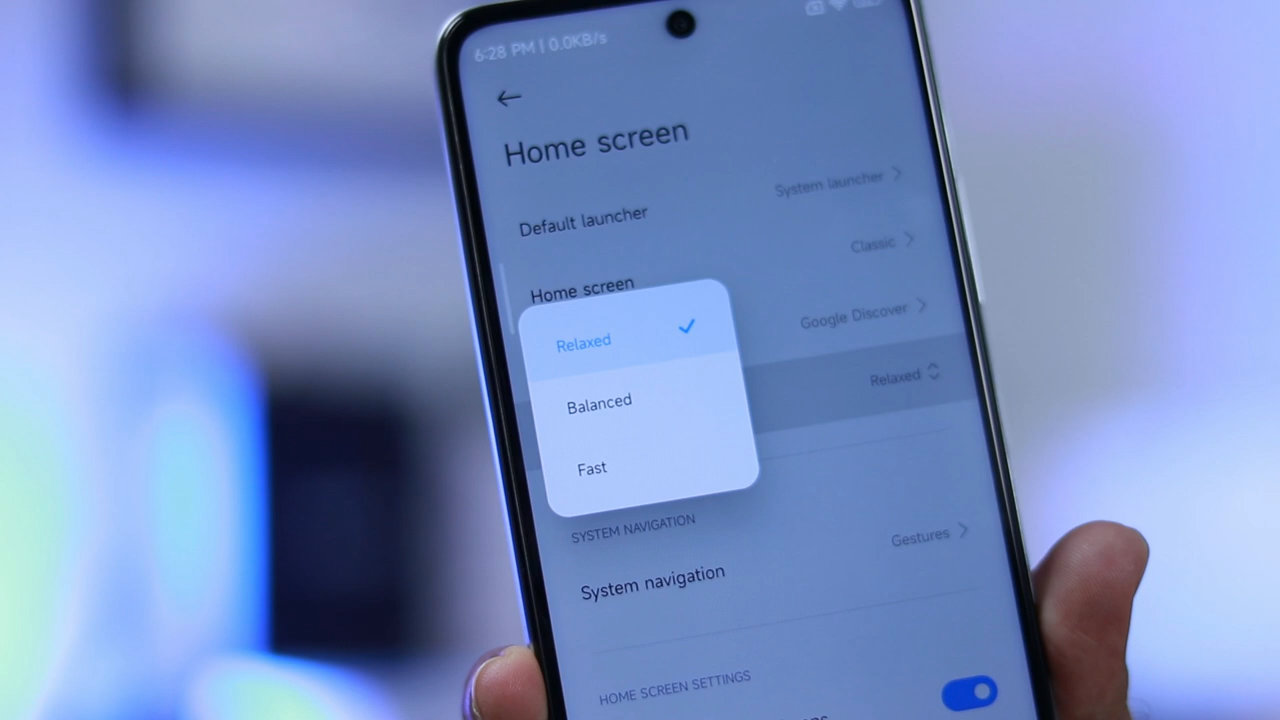 6:28 PM | 0.0KB/s
Home screen
Default launcher
System launcher
Home screen
Classic
Google Discover
Relaxed
Relaxed
Balanced
Fast
SYSTEM NAVIGATION
System navigation
Gestures
HOME SCREEN SETTINGS